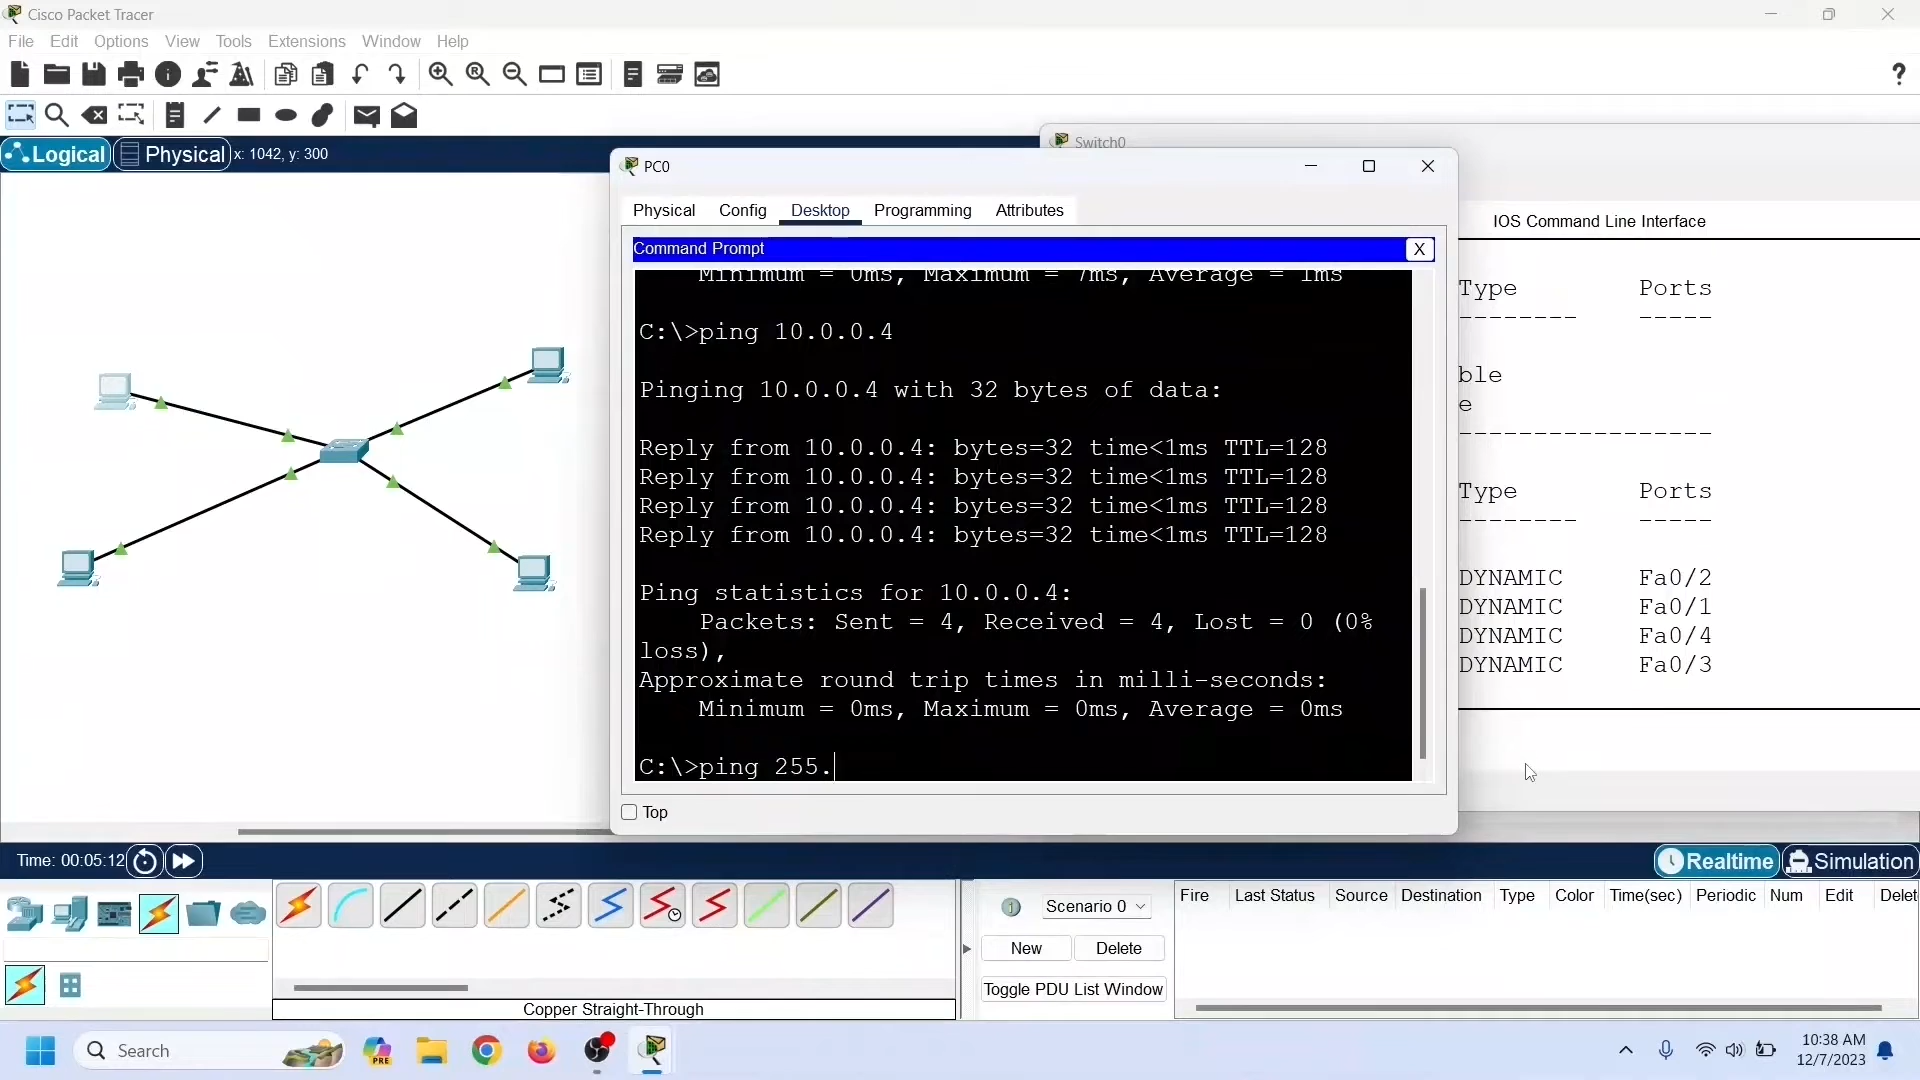 Cisco Packet Tracer
File Edit Options View Tools Extensions Window Help
?
Logical Physical x: 1042, y: 300
Switch0
PC0
Physical Config Desktop Programming Attributes
IOS Command Line Interface
Command Prompt X
Minimum = 0ms, Maximum = 7ms, Average = 1ms
Type Ports
-------- -----
C:\>ping 10.0.0.4
ble
Pinging 10.0.0.4 with 32 bytes of data:
e
-----------------
Reply from 10.0.0.4: bytes=32 time<1ms TTL=128
Reply from 10.0.0.4: bytes=32 time<1ms TTL=128
Type Ports
Reply from 10.0.0.4: bytes=32 time<1ms TTL=128
-------- -----
Reply from 10.0.0.4: bytes=32 time<1ms TTL=128
DYNAMIC Fa0/2
Ping statistics for 10.0.0.4:
DYNAMIC Fa0/1
Packets: Sent = 4, Received = 4, Lost = 0 (0%
DYNAMIC Fa0/4
loss),
DYNAMIC Fa0/3
Approximate round trip times in milli-seconds:
Minimum = 0ms, Maximum = 0ms, Average = 0ms
C:\>ping 255.
Top
Time: 00:05:12
Realtime Simulation
Scenario 0
Fire Last Status Source Destination Type Color Time(sec) Periodic Num Edit Delet
New Delete
Toggle PDU List Window
Copper Straight-Through
Search
PRE
10:38 AM
12/7/2023